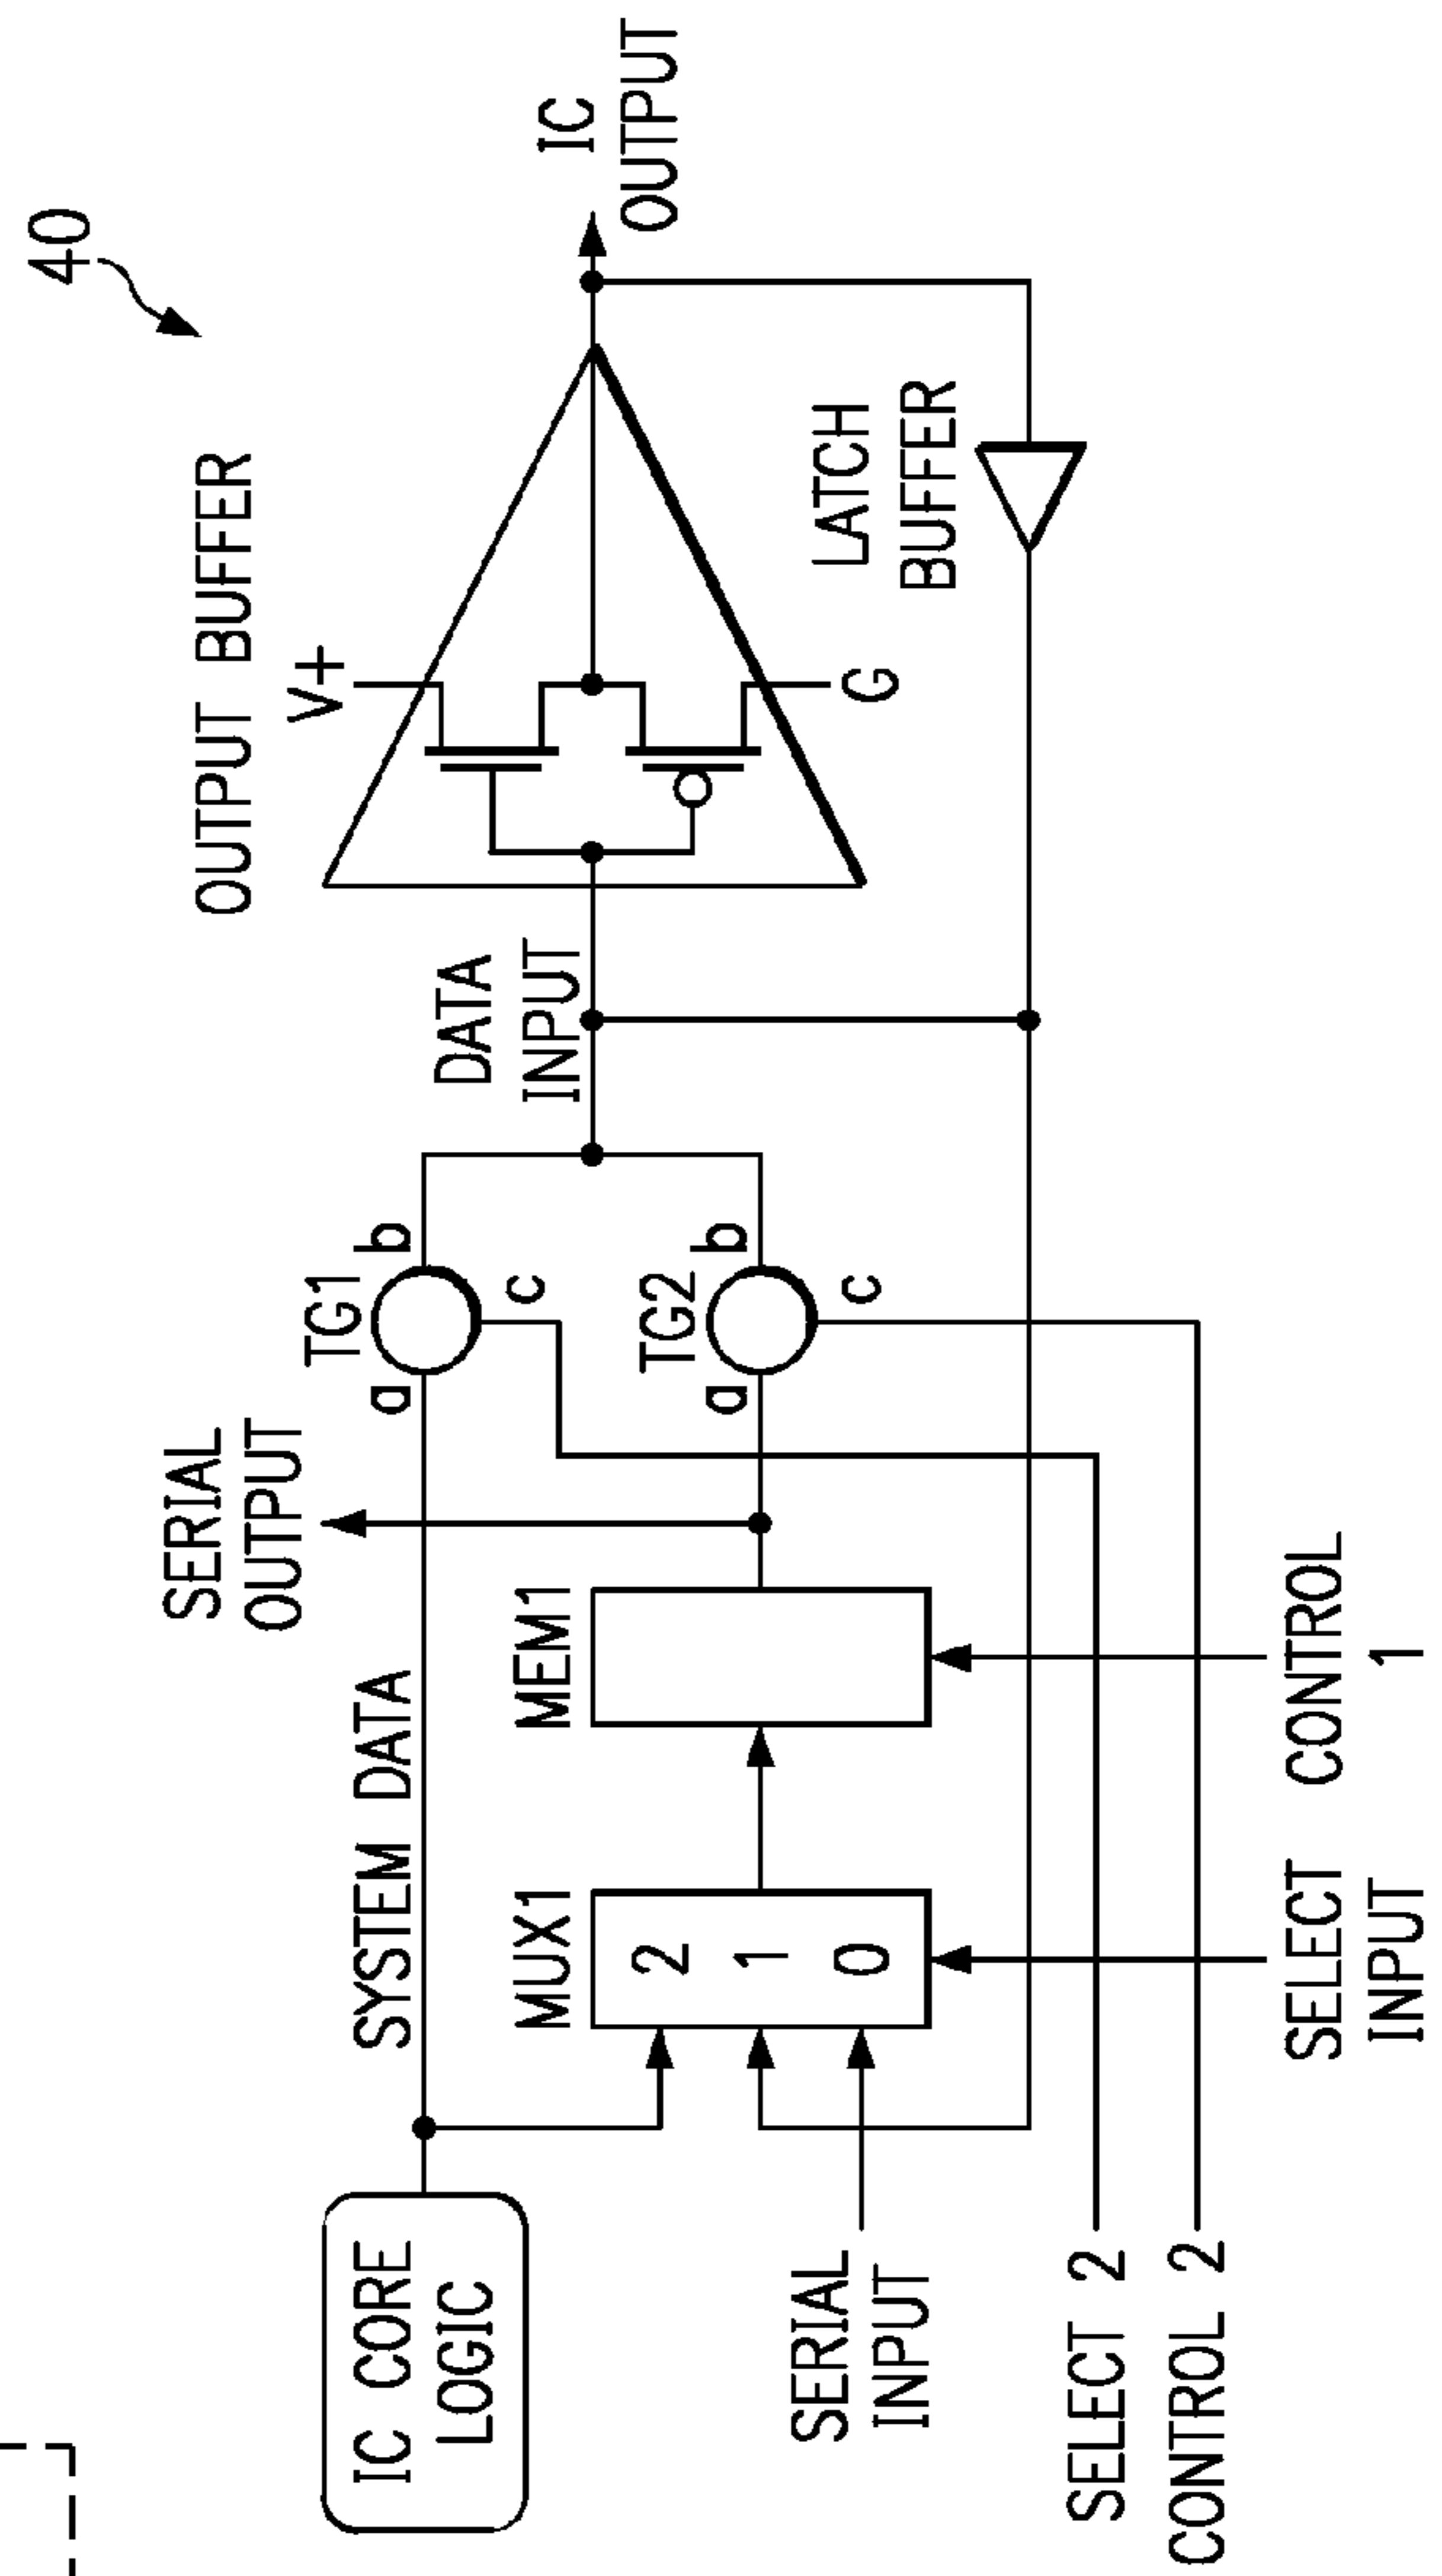 40
OUTPUT BUFFER
V+
G
IC
OUTPUT
LATCH
BUFFER
DATA
INPUT
SERIAL
OUTPUT
TG1
a
b
c
TG2
a
b
c
SYSTEM DATA
MUX1
2
1
0
MEM1
IC CORE
LOGIC
SERIAL
INPUT
SELECT 2
CONTROL 2
SELECT
INPUT
CONTROL
1